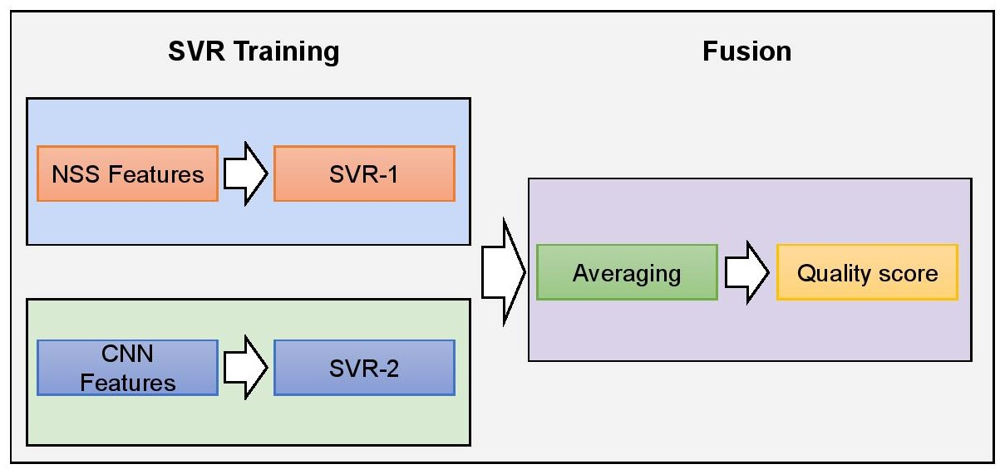 SVR Training
Fusion
NSS Features
SVR-1
Averaging
Quality score
CNN
Features
SVR-2